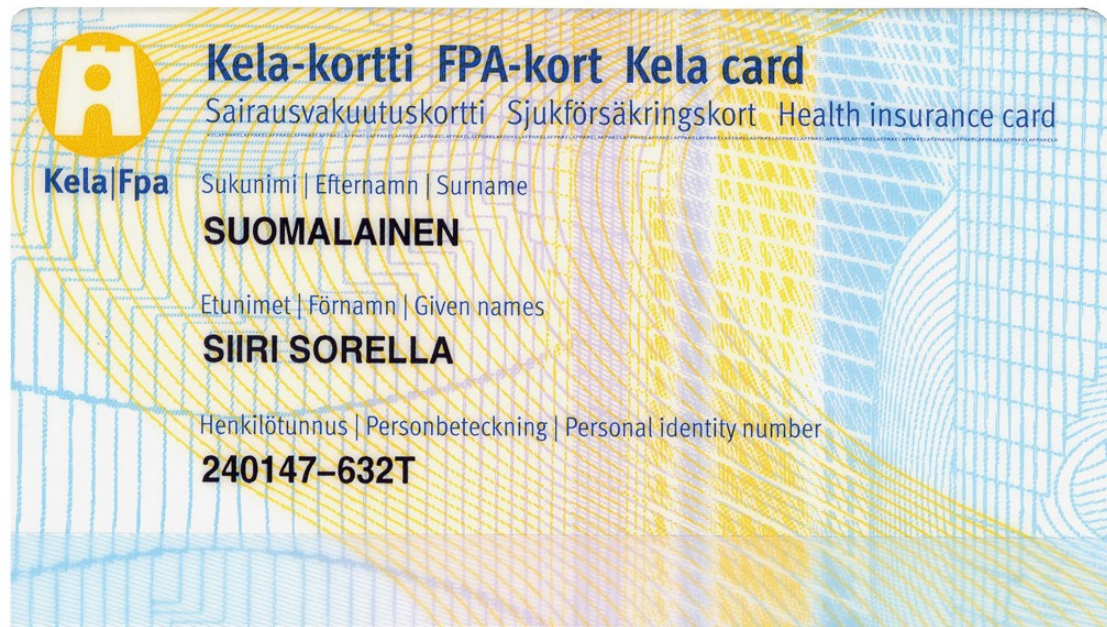 Kela-kortti FPA-kort Kela card
Sairausvakuutuskortti Sjukförsäkringskort Health insurance card
Kela|Fpa
Sukunimi | Efternamn | Surname
SUOMALAINEN
Etunimet | Förnamn | Given names
SIIRI SORELLA
Henkilötunnus | Personbeteckning | Personal identity number
240147–632T